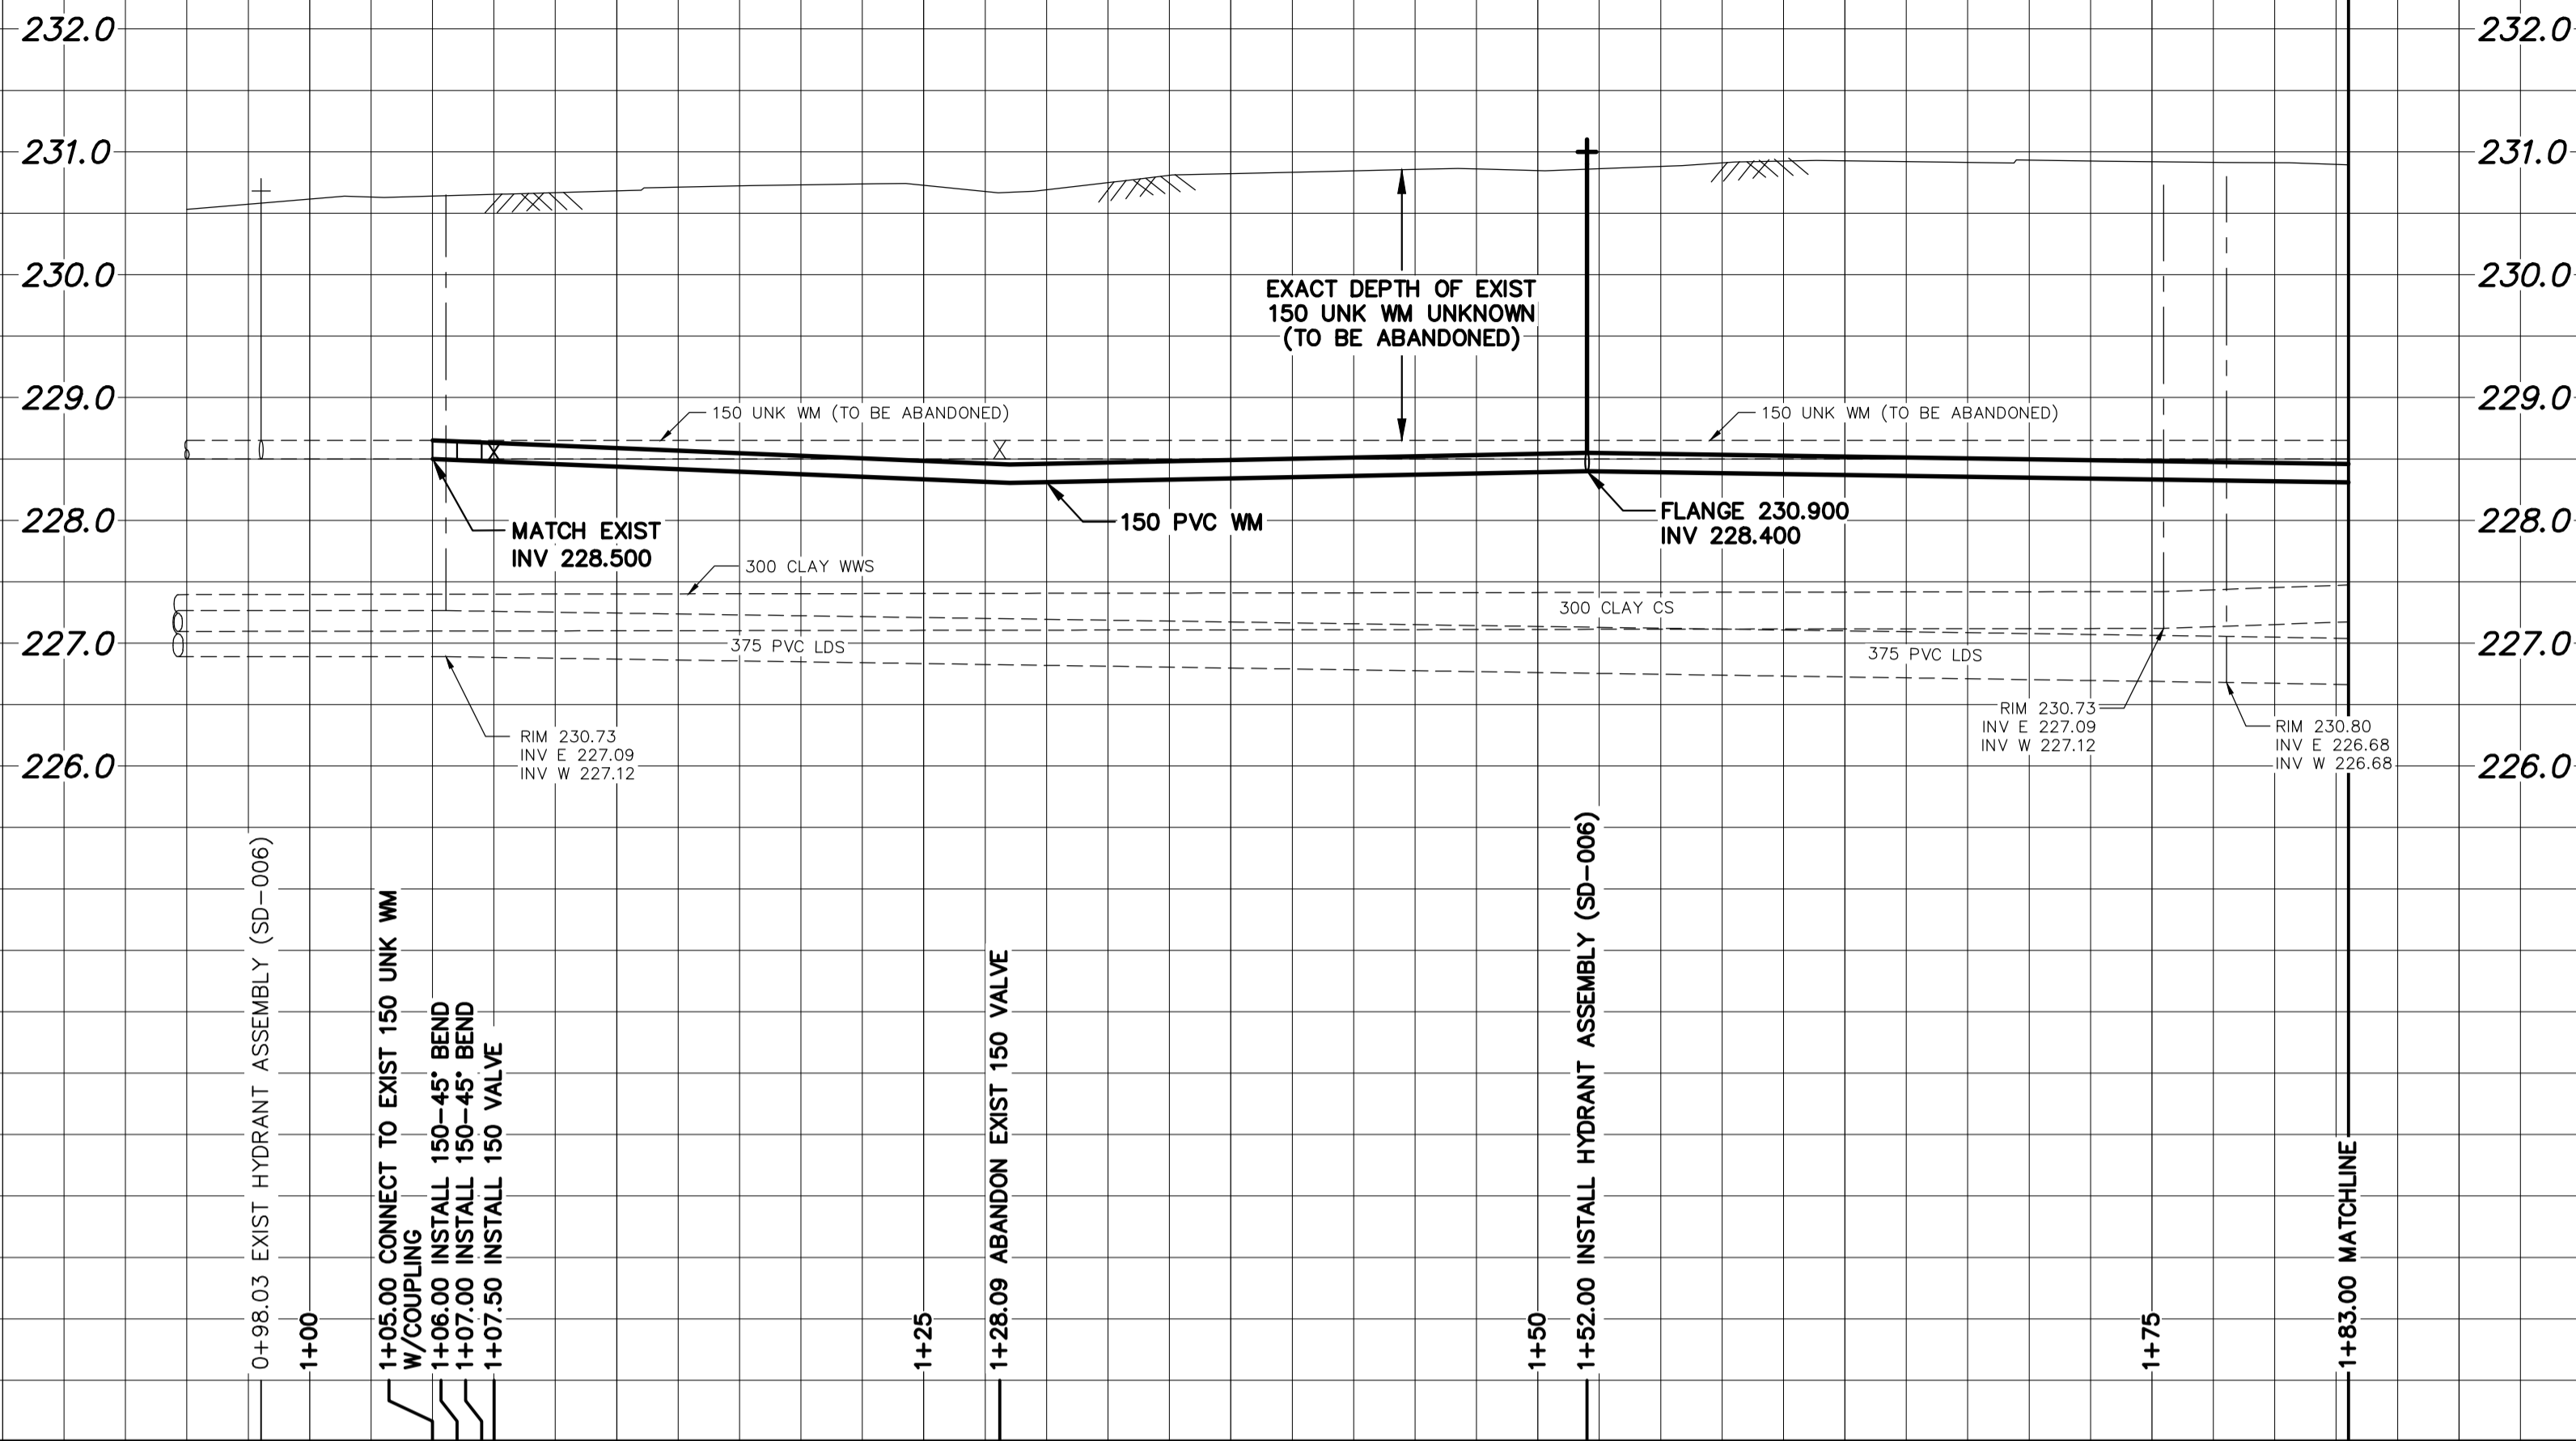 232.0 232.0
231.0 231.0
230.0 230.0
EXACT DEPTH OF EXIST
150 UNK WM UNKNOWN
(TO BE ABANDONED)
229.0 229.0
150 UNK WM (TO BE ABANDONED)
150 UNK WM (TO BE ABANDONED)
228.0 228.0
MATCH EXIST
INV 228.500
150 PVC WM
FLANGE 230.900
INV 228.400
300 CLAY WWS
300 CLAY CS
227.0 227.0
375 PVC LDS
375 PVC LDS
RIM 230.73
INV E 227.09
INV W 227.12
RIM 230.73
INV E 227.09
INV W 227.12
RIM 230.80
INV E 226.68
INV W 226.68
226.0 226.0
0+98.03 EXIST HYDRANT ASSEMBLY (SD-006)
1+00
1+05.00 CONNECT TO EXIST 150 UNK WM
W/COUPLING
1+06.00 INSTALL 150-45° BEND
1+07.00 INSTALL 150-45° BEND
1+07.50 INSTALL 150 VALVE
1+25
1+28.09 ABANDON EXIST 150 VALVE
1+50
1+52.00 INSTALL HYDRANT ASSEMBLY (SD-006)
1+75
1+83.00 MATCHLINE